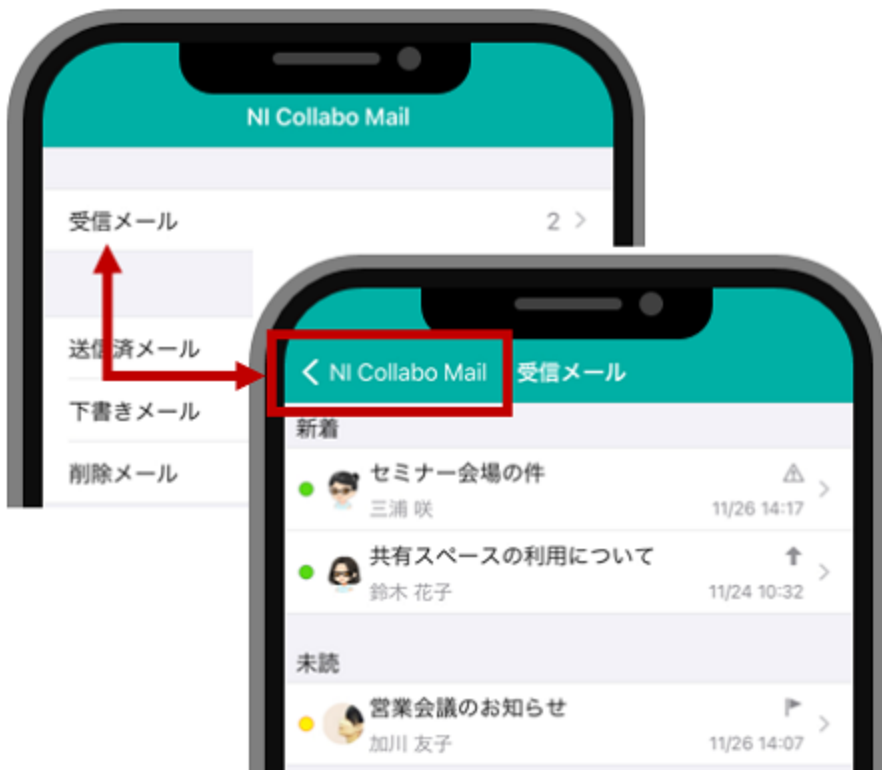 NI Collabo Mail
受信メール
2
送信済メール
下書きメール
削除メール
NI Collabo Mail 受信メール
新着
セミナー会場の件
三浦 咲
11/26 14:17
共有スペースの利用について
鈴木 花子
11/24 10:32
未読
営業会議のお知らせ
加川 友子
11/26 14:07